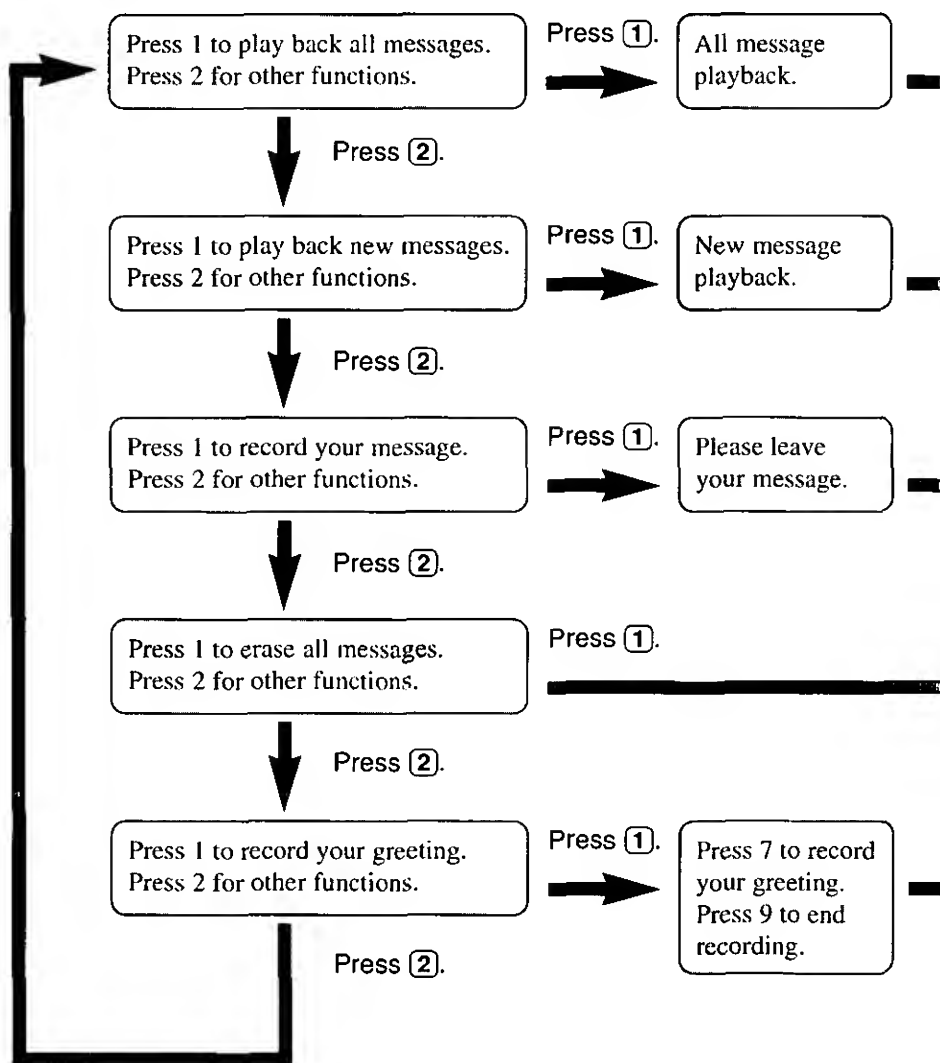 Press 1 to play back all messages.
Press 2 for other functions.
Press 1.
All message
playback.
Press 2.
Press 1 to play back new messages.
Press 2 for other functions.
Press 1.
New message
playback.
Press 2.
Press 1 to record your message.
Press 2 for other functions.
Press 1.
Please leave
your message.
Press 2.
Press 1 to erase all messages.
Press 2 for other functions.
Press 1.
Press 2.
Press 1 to record your greeting.
Press 2 for other functions.
Press 1.
Press 7 to record
your greeting.
Press 9 to end
recording.
Press 2.